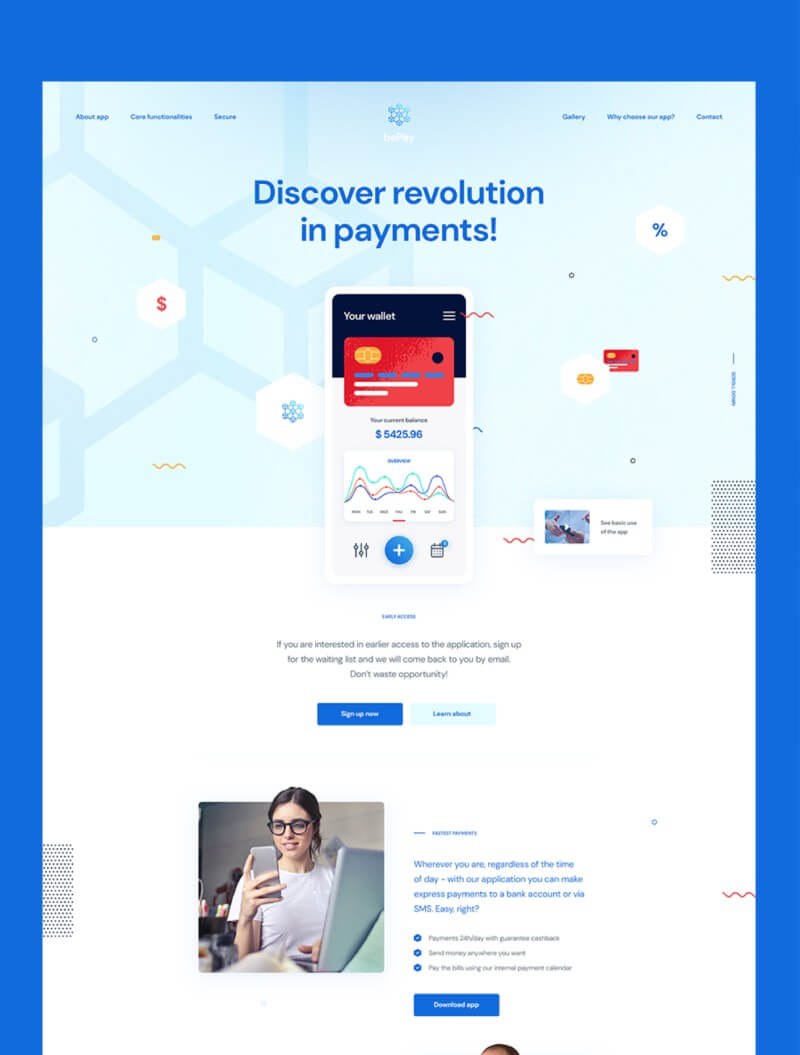 About app
Core functionalities
Secure
bePay
Gallery
Why choose our app?
Contact
Discover revolution
in payments!
%
$
Your wallet
Your current balance
$ 5425.96
OVERVIEW
MON TUE WED THU FRI SAT SUN
See basic use
of the app
EARLY ACCESS
If you are interested in earlier access to the application, sign up
for the waiting list and we will come back to you by email.
Don't waste opportunity!
Sign up now
Learn about
FASTEST PAYMENTS
Wherever you are, regardless of the time
of day - with our application you can make
express payments to a bank account or via
SMS. Easy, right?
Payments 24h/day with guarantee cashback
Send money anywhere you want
Pay the bills using our internal payment calendar
Download app